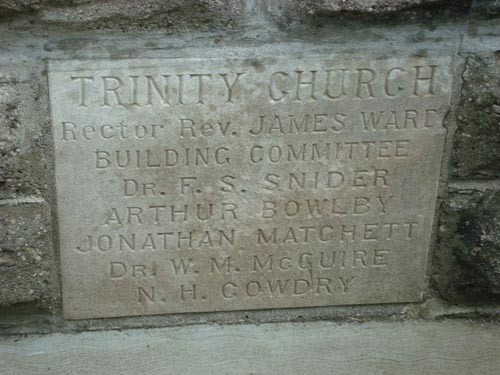 TRINITY CHURCH
Rector Rev. JAMES WARD
BUILDING COMMITTEE
DR. F. S. SNIDER
ARTHUR BOWLBY
JONATHAN MATCHETT
DR. W. M. McGUIRE
N. H. COWDRY